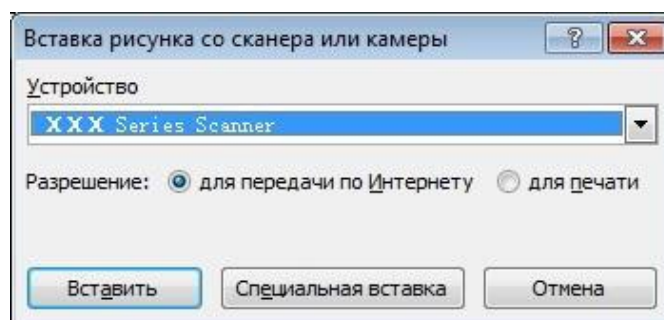 Вставка рисунка со сканера или камеры
Устройство
XXX Series Scanner
Разрешение: для передачи по Интернету для печати
Вставить Специальная вставка Отмена